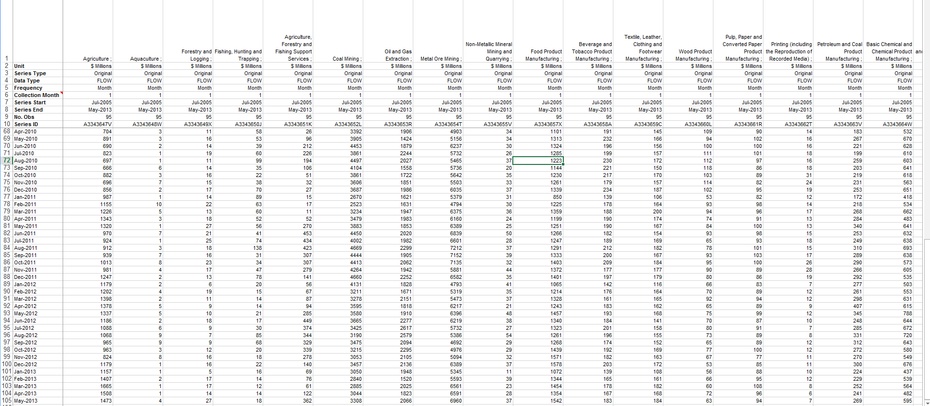 Agriculture,
Textile, Leather, Pulp, Paper and
Forestry and Non-Metallic Mineral Clothing and Converted Paper Printing (including
Forestry and Fishing, Hunting and Fishing Support Oil and Gas Mining and Food Product Beverage and Tobacco Product Footwear Wood Product Product the Reproduction of Petroleum and Coal Product Basic Chemical and Chemical Product
1 Agriculture ; Aquaculture ; Logging ; Trapping ; Services ; Coal Mining ; Extraction ; Metal Ore Mining ; Quarrying ; Manufacturing ; Manufacturing ; Manufacturing ; Manufacturing ; Manufacturing ; Recorded Media) ; Manufacturing ; Manufacturing ;
2 Unit $ Millions $ Millions $ Millions $ Millions $ Millions $ Millions $ Millions $ Millions $ Millions $ Millions $ Millions $ Millions $ Millions $ Millions $ Millions $ Millions $ Millions
3 Series Type Original Original Original Original Original Original Original Original Original Original Original Original Original Original Original Original Original
4 Data Type FLOW FLOW FLOW FLOW FLOW FLOW FLOW FLOW FLOW FLOW FLOW FLOW FLOW FLOW FLOW FLOW FLOW
5 Frequency Month Month Month Month Month Month Month Month Month Month Month Month Month Month Month Month Month
6 Collection Month 1 1 1 1 1 1 1 1 1 1 1 1 1 1 1 1 1
7 Series Start Jul-2005 Jul-2005 Jul-2005 Jul-2005 Jul-2005 Jul-2005 Jul-2005 Jul-2005 Jul-2005 Jul-2005 Jul-2005 Jul-2005 Jul-2005 Jul-2005 Jul-2005 Jul-2005 Jul-2005
8 Series End May-2013 May-2013 May-2013 May-2013 May-2013 May-2013 May-2013 May-2013 May-2013 May-2013 May-2013 May-2013 May-2013 May-2013 May-2013 May-2013 May-2013
9 No. Obs 95 95 95 95 95 95 95 95 95 95 95 95 95 95 95 95 95
10 Series ID A3343647V A3343648W A3343649X A3343650J A3343651K A3343652L A3343653R A3343654T A3343655V A3343656W A3343657X A3343658A A3343659C A3343660L A3343661R A3343662T A3343663V A3343664W
68 Apr-2010 704 3 11 58 26 3392 1906 4903 34 1101 191 145 109 90 14 183 532
69 May-2010 891 3 16 53 96 3901 1424 5156 34 1313 232 166 94 102 16 267 670
70 Jun-2010 690 2 14 39 212 4453 1879 6237 30 1324 196 156 100 96 16 221 628
71 Jul-2010 823 1 19 60 226 3861 2244 5732 26 1285 199 157 111 101 18 199 610
72 Aug-2010 697 1 11 99 194 4497 2027 5465 37 1223 230 172 112 97 16 259 603
73 Sep-2010 666 6 14 35 106 4104 1558 5736 20 1144 221 150 118 86 18 203 641
74 Oct-2010 882 3 16 22 51 3861 1722 5642 35 1230 217 170 103 89 31 219 618
75 Nov-2010 696 7 15 38 32 3606 1851 5503 33 1261 179 157 114 82 24 231 563
76 Dec-2010 856 2 17 70 27 3687 1986 6035 37 1339 234 187 102 95 19 253 651
77 Jan-2011 987 1 14 89 15 2670 1621 5379 31 850 139 106 53 82 12 172 418
78 Feb-2011 1155 10 22 63 17 2523 1631 4794 30 1225 178 164 93 98 14 218 534
79 Mar-2011 1226 5 13 60 11 3234 1947 6375 36 1359 188 200 94 96 17 268 662
80 Apr-2011 1343 3 18 52 52 3479 1983 6160 24 1199 190 174 74 91 13 284 483
81 May-2011 1320 1 27 56 270 3883 1853 6389 25 1251 190 167 84 100 13 340 641
82 Jun-2011 970 7 21 41 453 4450 2020 6839 50 1266 182 154 93 98 15 253 632
83 Jul-2011 924 1 25 74 434 4002 1982 6601 28 1247 189 169 65 93 18 238 635
84 Aug-2011 912 3 18 138 423 4669 2299 7212 37 1291 212 182 78 101 15 310 693
85 Sep-2011 939 7 16 31 307 4444 1905 7152 39 1333 200 167 93 103 17 289 638
86 Oct-2011 1013 8 23 34 307 4413 2062 7135 32 1403 209 184 95 100 26 290 573
87 Nov-2011 981 4 17 47 279 4264 1942 5881 44 1372 177 177 90 89 28 266 605
88 Dec-2011 1247 2 13 78 141 4660 2252 6582 35 1401 197 179 80 86 19 292 683
89 Jan-2012 1179 2 6 20 56 4131 1828 4793 41 1065 142 116 66 83 7 277 503
90 Feb-2012 1202 4 19 15 67 3211 1671 5319 35 1214 176 164 70 89 12 261 553
91 Mar-2012 1398 2 11 14 87 3278 2151 5473 37 1328 161 165 92 94 12 298 631
92 Apr-2012 1378 5 9 14 94 3595 1818 6217 21 1243 183 162 65 89 9 407 615
93 May-2012 1337 5 10 21 285 3580 1910 6396 48 1457 193 168 75 99 12 345 788
94 Jun-2012 1186 2 18 17 449 3665 2277 6219 38 1340 184 141 70 87 10 248 644
95 Jul-2012 1088 6 9 30 374 3425 2617 5732 27 1323 201 158 80 91 7 285 672
96 Aug-2012 1068 9 7 85 344 3190 2579 5386 54 1261 196 155 73 89 8 331 720
97 Sep-2012 965 9 9 68 329 3475 2094 4692 29 1268 174 152 65 89 12 312 643
98 Oct-2012 963 3 12 20 339 3215 2295 4976 29 1439 192 169 77 100 12 272 580
99 Nov-2012 824 8 16 18 278 3053 2105 5094 32 1571 182 163 67 77 11 270 549
100 Dec-2012 1179 1 16 22 140 3457 2136 6389 37 1578 203 172 53 85 11 300 676
101 Jan-2013 1157 1 5 16 69 3050 1948 5345 11 1072 139 108 56 88 10 224 437
102 Feb-2013 1407 2 17 14 76 2840 1520 5593 39 1344 165 161 66 95 12 229 539
103 Mar-2013 1665 1 17 12 61 2885 2025 6561 23 1454 178 182 60 108 8 252 564
104 Apr-2013 1508 1 14 14 122 3044 1823 6581 28 1354 167 168 72 96 6 241 482
105 May-2013 1473 4 27 18 362 3308 2066 6960 37 1542 183 184 63 94 7 269 595